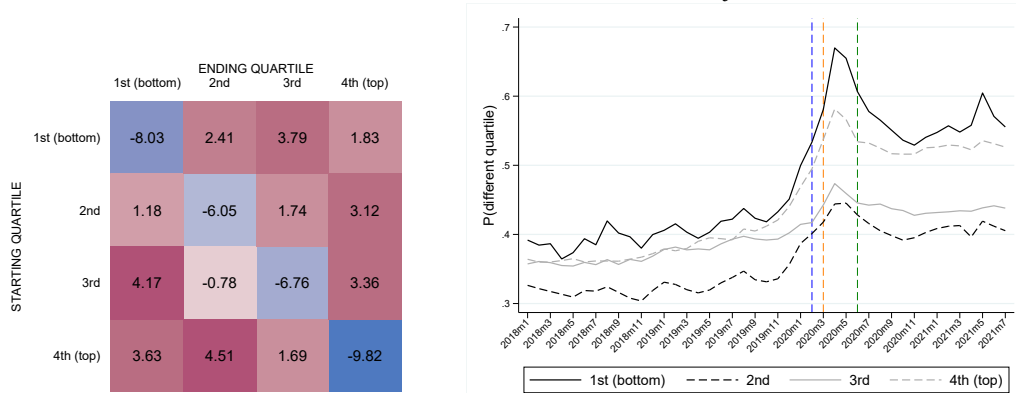 ENDING QUARTILE
1st (bottom) 2nd 3rd 4th (top)
STARTING QUARTILE
1st (bottom) -8.03 2.41 3.79 1.83
2nd 1.18 -6.05 1.74 3.12
3rd 4.17 -0.78 -6.76 3.36
4th (top) 3.63 4.51 1.69 -9.82
P(different quartile)
.7
.6
.5
.4
.3
2018m1 2018m3 2018m5 2018m7 2018m9 2018m11 2019m1 2019m3 2019m5 2019m7 2019m9 2019m11 2020m1 2020m3 2020m5 2020m7 2020m9 2020m11 2021m1 2021m3 2021m5 2021m7
1st (bottom) 2nd 3rd 4th (top)